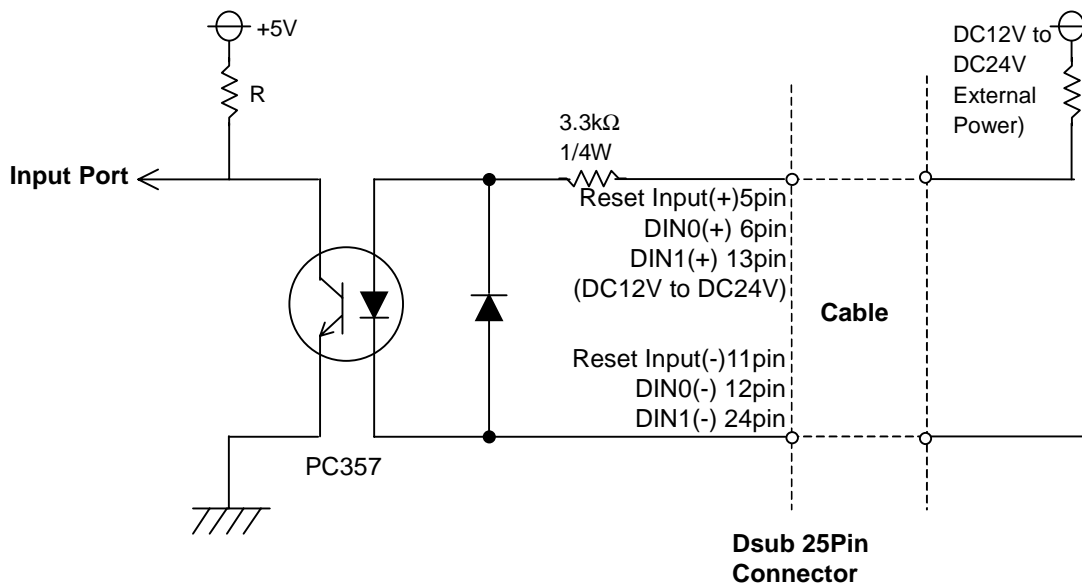 +5V
DC12V to
DC24V
External
Power)
R
3.3kΩ
1/4W
Input Port
Reset Input(+)5pin
DIN0(+) 6pin
DIN1(+) 13pin
(DC12V to DC24V)
Cable
Reset Input(-)11pin
DIN0(-) 12pin
DIN1(-) 24pin
PC357
Dsub 25Pin
Connector